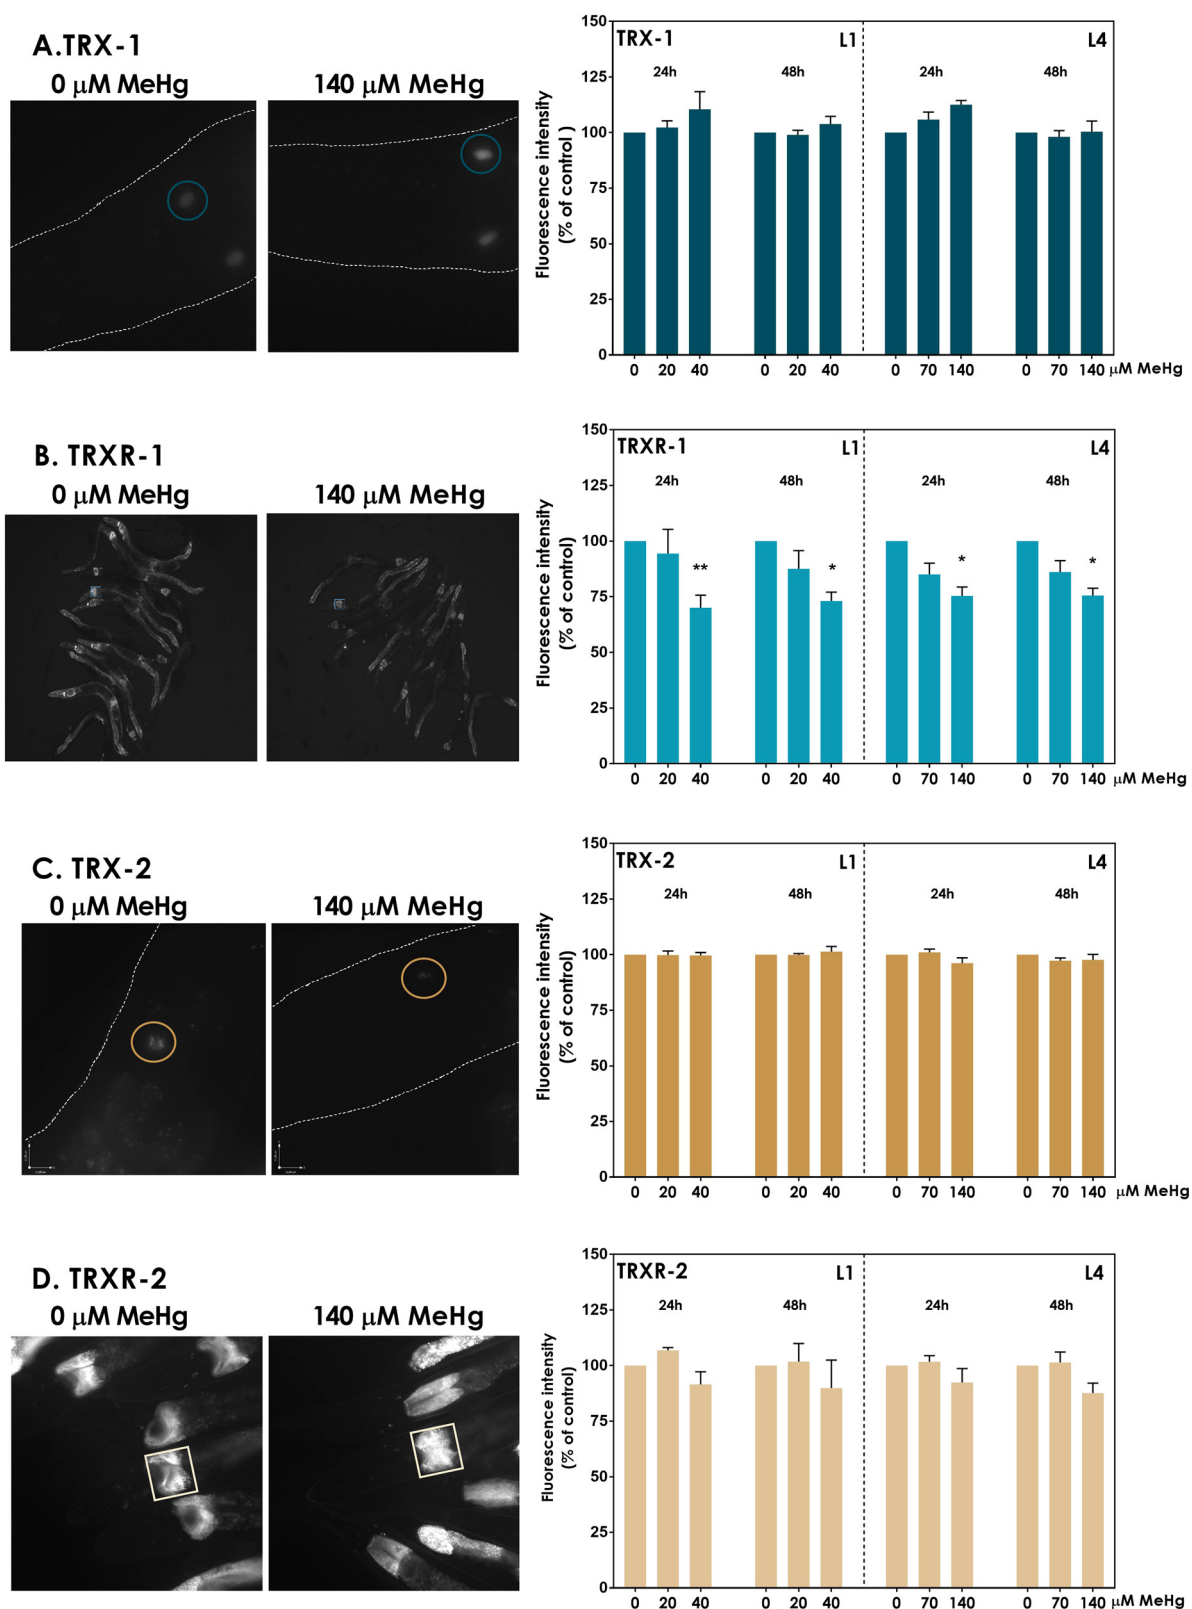 A.TRX-1
0 μM MeHg 140 μM MeHg
Fluorescence intensity
(% of control )
150
125
100
75
50
25
0
TRX-1 L1 L4
24h 48h 24h 48h
0 20 40 0 20 40 0 70 140 0 70 140 μM MeHg
B. TRXR-1
0 μM MeHg 140 μM MeHg
Fluorescence intensity
(% of control)
150
125
100
75
50
25
0
TRXR-1 L1 L4
24h 48h 24h 48h
** * * *
0 20 40 0 20 40 0 70 140 0 70 140 μM MeHg
C. TRX-2
0 μM MeHg 140 μM MeHg
Fluorescence intensity
(% of control)
150
125
100
75
50
25
0
TRX-2 L1 L4
24h 48h 24h 48h
0 20 40 0 20 40 0 70 140 0 70 140 μM MeHg
D. TRXR-2
0 μM MeHg 140 μM MeHg
Fluorescence intensity
(% of control)
150
125
100
75
50
25
0
TRXR-2 L1 L4
24h 48h 24h 48h
0 20 40 0 20 40 0 70 140 0 70 140 μM MeHg